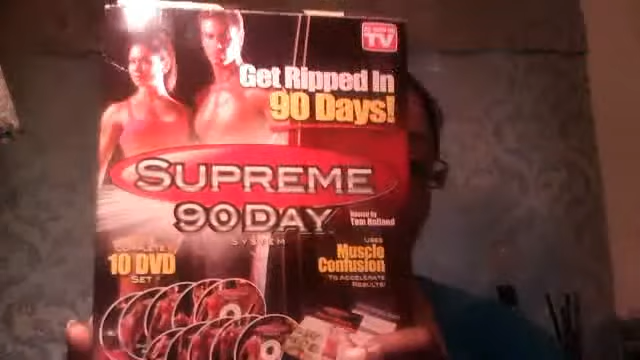 AS SEEN ON
TV
Get Ripped In
90 Days!
SUPREME
90 DAY
SYSTEM
hosted by
Tom Holland
COMPLETE
10 DVD
SET
USES
Muscle
Confusion
TO ACCELERATE
RESULTS!